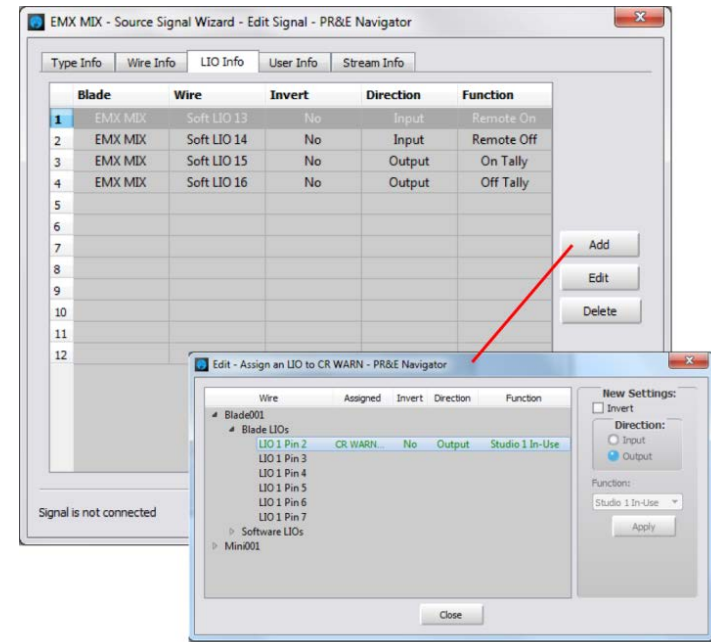 EMX MIX - Source Signal Wizard - Edit Signal - PR&E Navigator
Type Info Wire Info LIO Info User Info Stream Info
Blade Wire Invert Direction Function
1 EMX MIX Soft LIO 13 No Input Remote On
2 EMX MIX Soft LIO 14 No Input Remote Off
3 EMX MIX Soft LIO 15 No Output On Tally
4 EMX MIX Soft LIO 16 No Output Off Tally
5
6
7
8
9
10
11
12
Add
Edit
Delete
Signal is not connected
Edit - Assign an LIO to CR WARN - PR&E Navigator
Wire Assigned Invert Direction Function
Blade001
Blade LIOs
LIO 1 Pin 2 CR WARN... No Output Studio 1 In-Use
LIO 1 Pin 3
LIO 1 Pin 4
LIO 1 Pin 5
LIO 1 Pin 6
LIO 1 Pin 7
Software LIOs
Mini001
New Settings:
Invert
Direction:
Input
Output
Function:
Studio 1 In-Use
Apply
Close